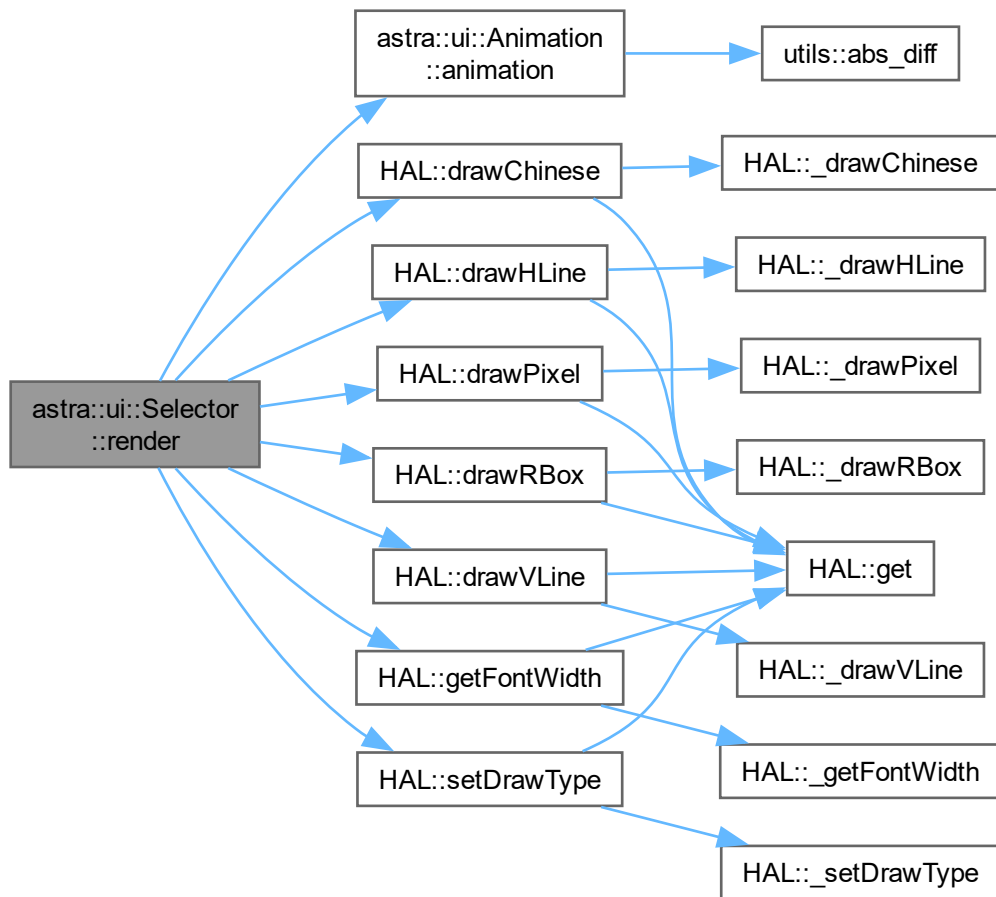 astra::ui::Animation
::animation
utils::abs_diff
HAL::drawChinese
HAL::_drawChinese
HAL::drawHLine
HAL::_drawHLine
HAL::drawPixel
HAL::_drawPixel
astra::ui::Selector
::render
HAL::drawRBox
HAL::_drawRBox
HAL::drawVLine
HAL::get
HAL::getFontWidth
HAL::_drawVLine
HAL::setDrawType
HAL::_getFontWidth
HAL::_setDrawType